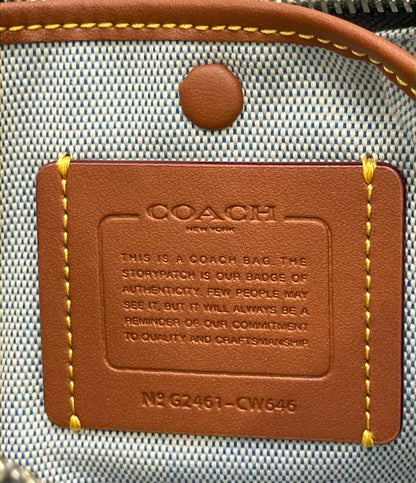 COACH
NEW YORK
THIS IS A COACH BAG. THE
STORYPATCH IS OUR BADGE OF
AUTHENTICITY. FEW PEOPLE MAY
SEE IT, BUT IT WILL ALWAYS BE A
REMINDER OF OUR COMMITMENT
TO QUALITY AND CRAFTSMANSHIP.
Nº G2461-CW646